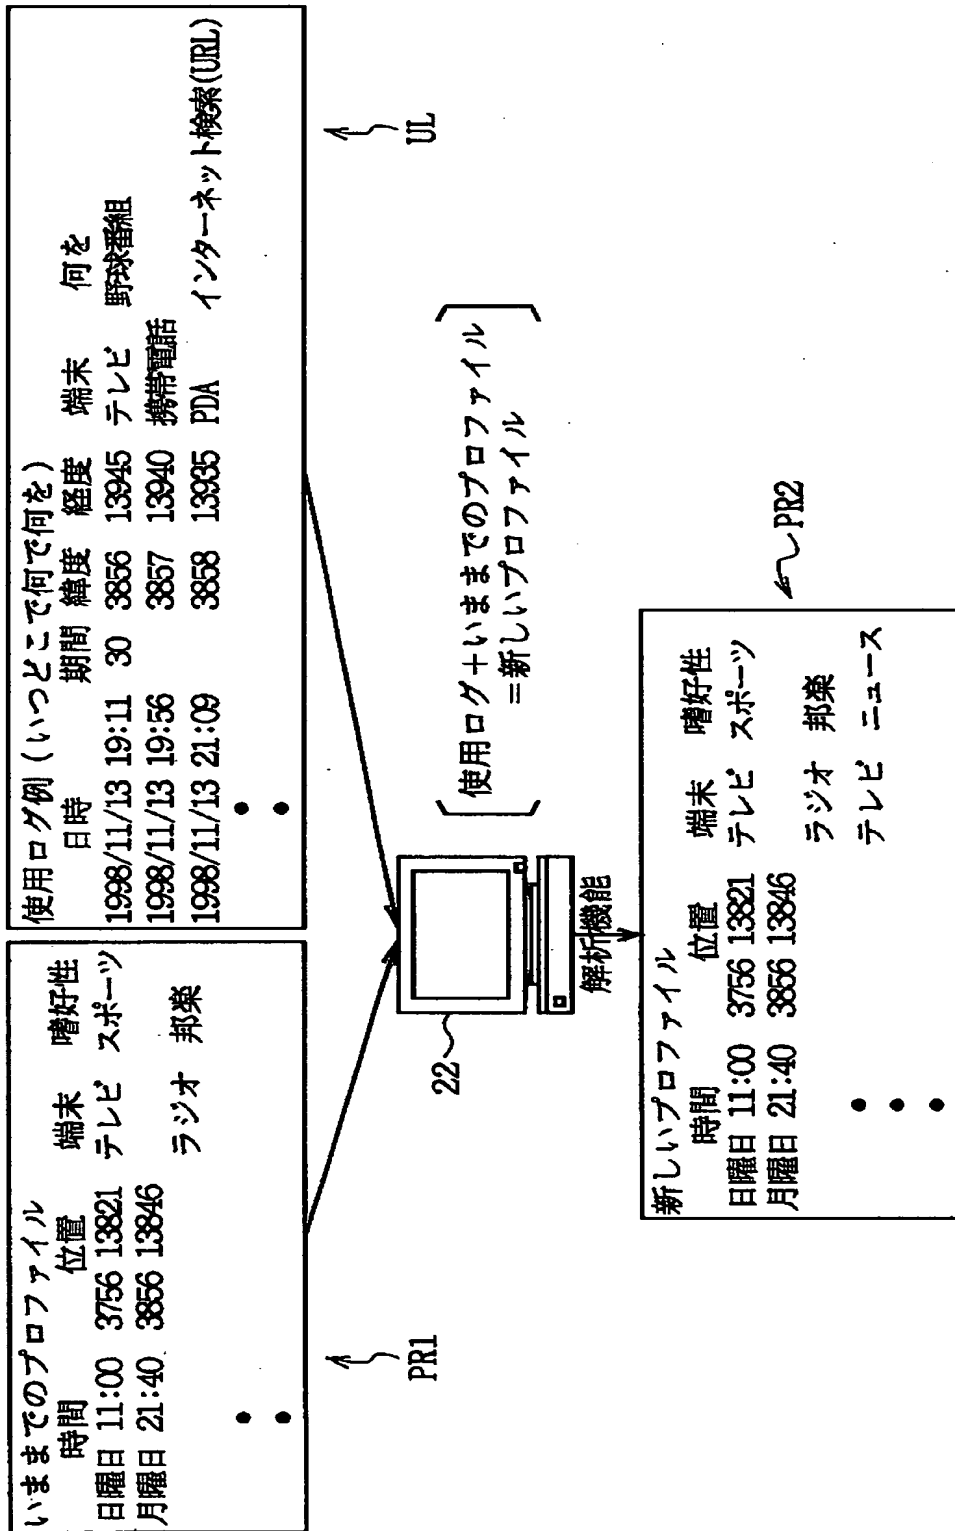 いままでのプロファイル
時間 位置 端末 嗜好性
日曜日 11:00 3756 13821 テレビ スポーツ
月曜日 21:40 3856 13846
ラジオ 邦楽
PR1
使用ログ例(いつどこで何で何を)
日時 期間 緯度 経度 端末 何を
1998/11/13 19:11 30 3856 13945 テレビ 野球番組
1998/11/13 19:56 3857 13940 携帯電話
1998/11/13 21:09 3858 13935 PDA インターネット検索(URL)
UL
22
解析機能
使用ログ+いままでのプロファイル
=新しいプロファイル
新しいプロファイル
時間 位置 端末 嗜好性
日曜日 11:00 3756 13821 テレビ スポーツ
月曜日 21:40 3856 13846
ラジオ 邦楽
テレビ ニュース
PR2